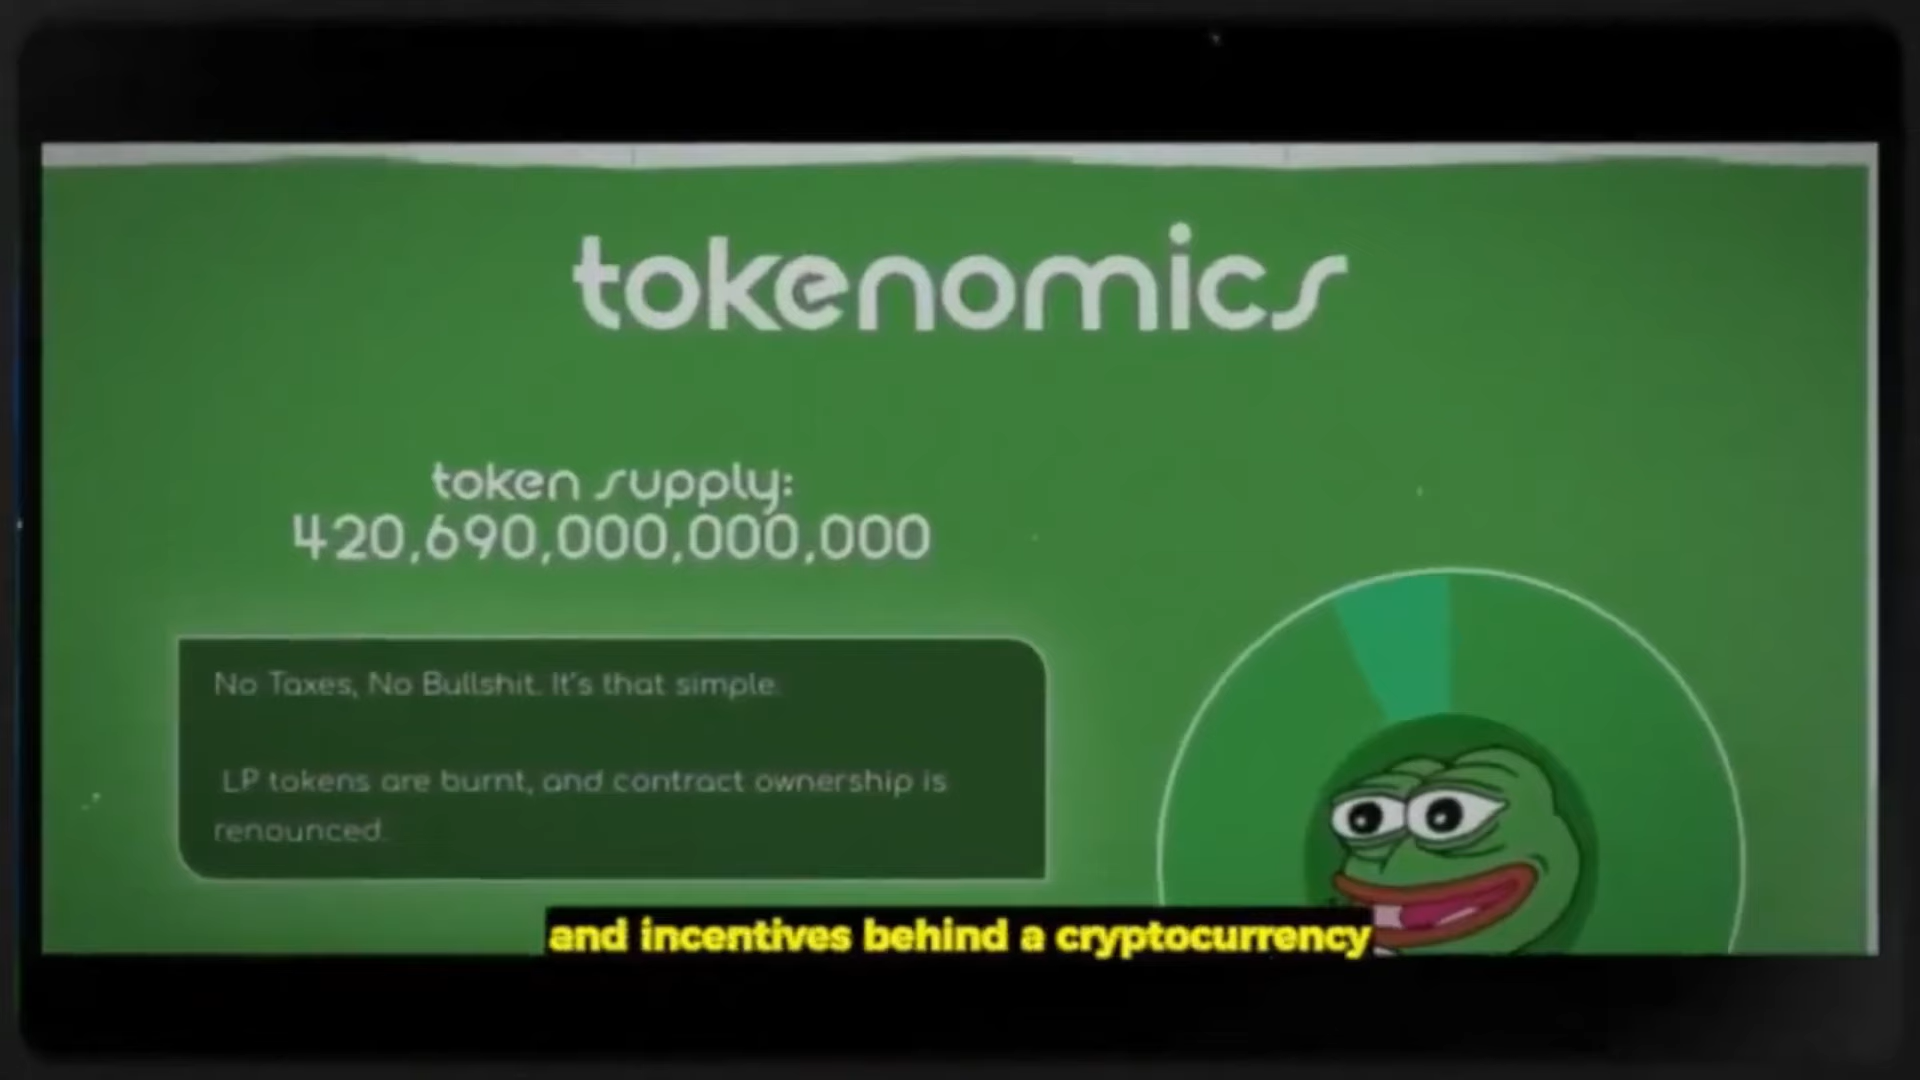 tokenomics
token supply:
420,690,000,000,000
No Taxes, No Bullshit. It's that simple.
LP tokens are burnt, and contract ownership is
renounced.
and incentives behind a cryptocurrency